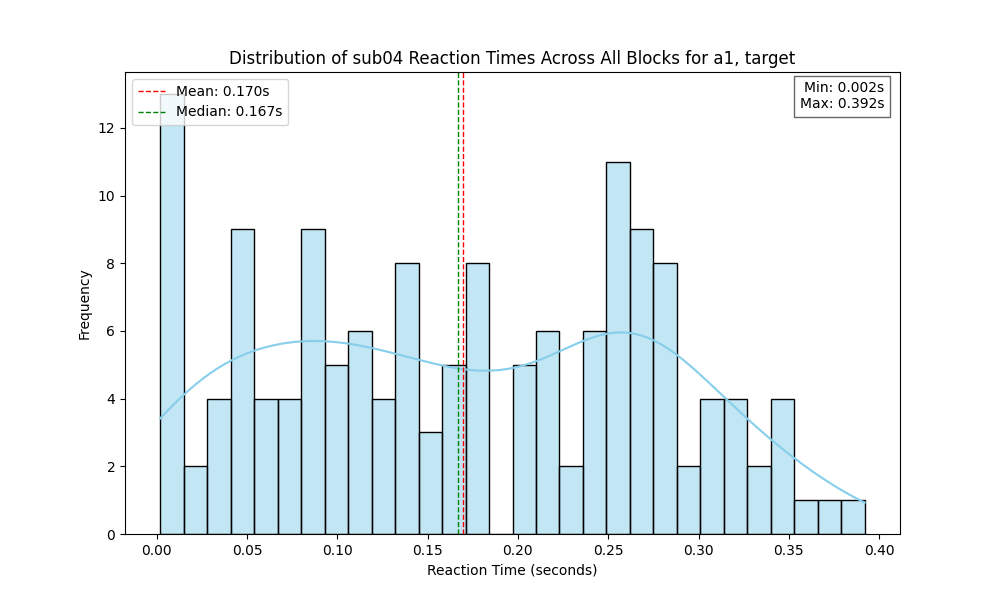 Distribution of sub04 Reaction Times Across All Blocks for a1, target
Mean: 0.170s
Median: 0.167s
Min: 0.002s
Max: 0.392s
Frequency
12
10
8
6
4
2
0
0.00 0.05 0.10 0.15 0.20 0.25 0.30 0.35 0.40
Reaction Time (seconds)